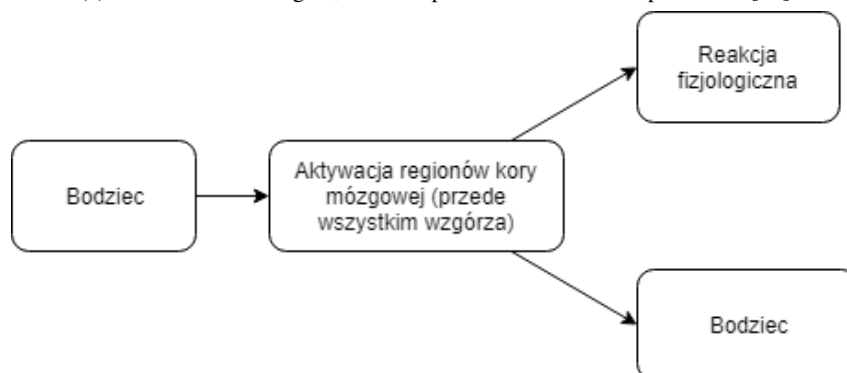 Reakcja
fizjologiczna
Bodziec
Aktywacja regionów kory
mózgowej (przede
wszystkim wzgórza)
Bodziec